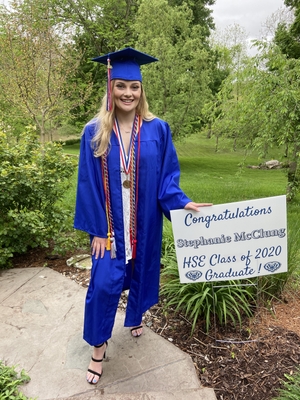 Congratulations
Stephanie McClung
HSE Class of 2020
Graduate !